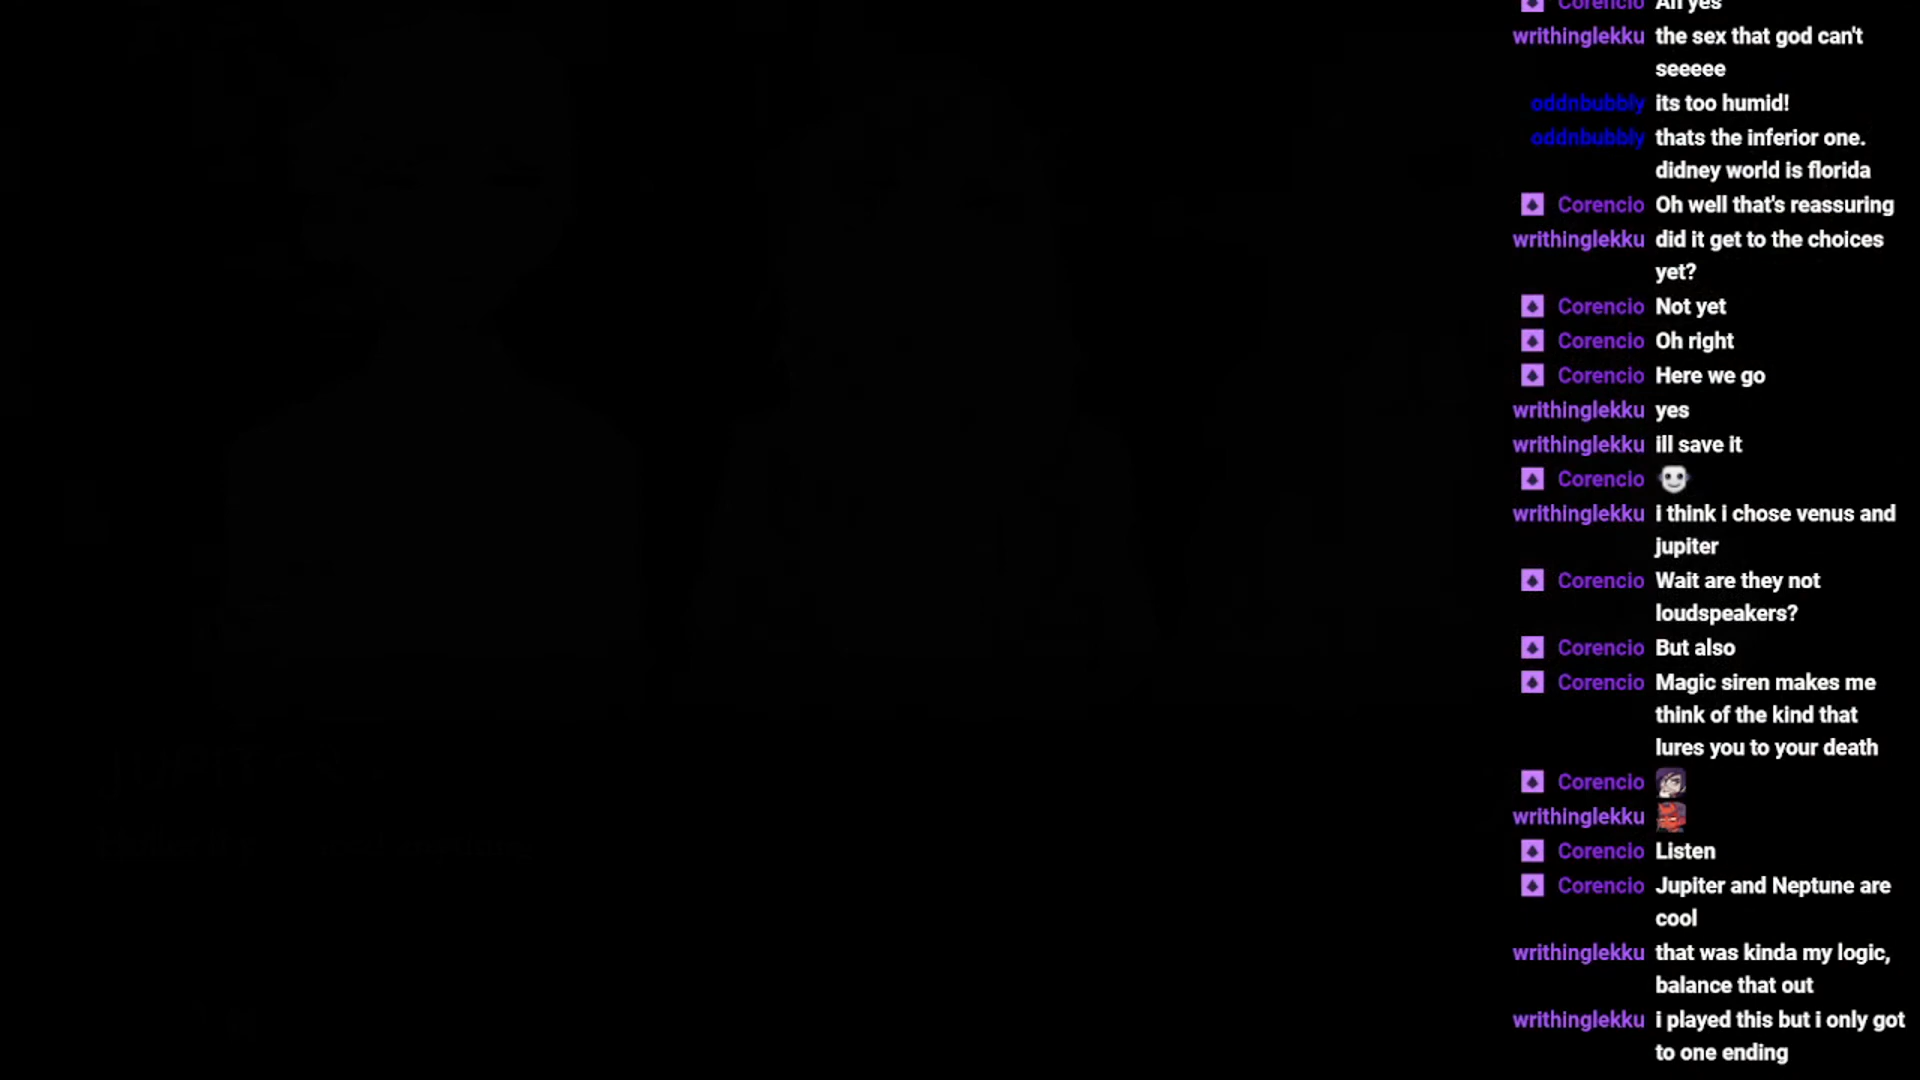 Corencio Ah yes
writhinglekku the sex that god can't
seeeee
oddnbubbly its too humid!
oddnbubbly thats the inferior one.
didney world is florida
Corencio Oh well that's reassuring
writhinglekku did it get to the choices
yet?
Corencio Not yet
Corencio Oh right
Corencio Here we go
writhinglekku yes
writhinglekku ill save it
Corencio
writhinglekku i think i chose venus and
jupiter
Corencio Wait are they not
loudspeakers?
Corencio But also
Corencio Magic siren makes me
think of the kind that
lures you to your death
Corencio
writhinglekku
Corencio Listen
Corencio Jupiter and Neptune are
cool
writhinglekku that was kinda my logic,
balance that out
writhinglekku i played this but i only got
to one ending